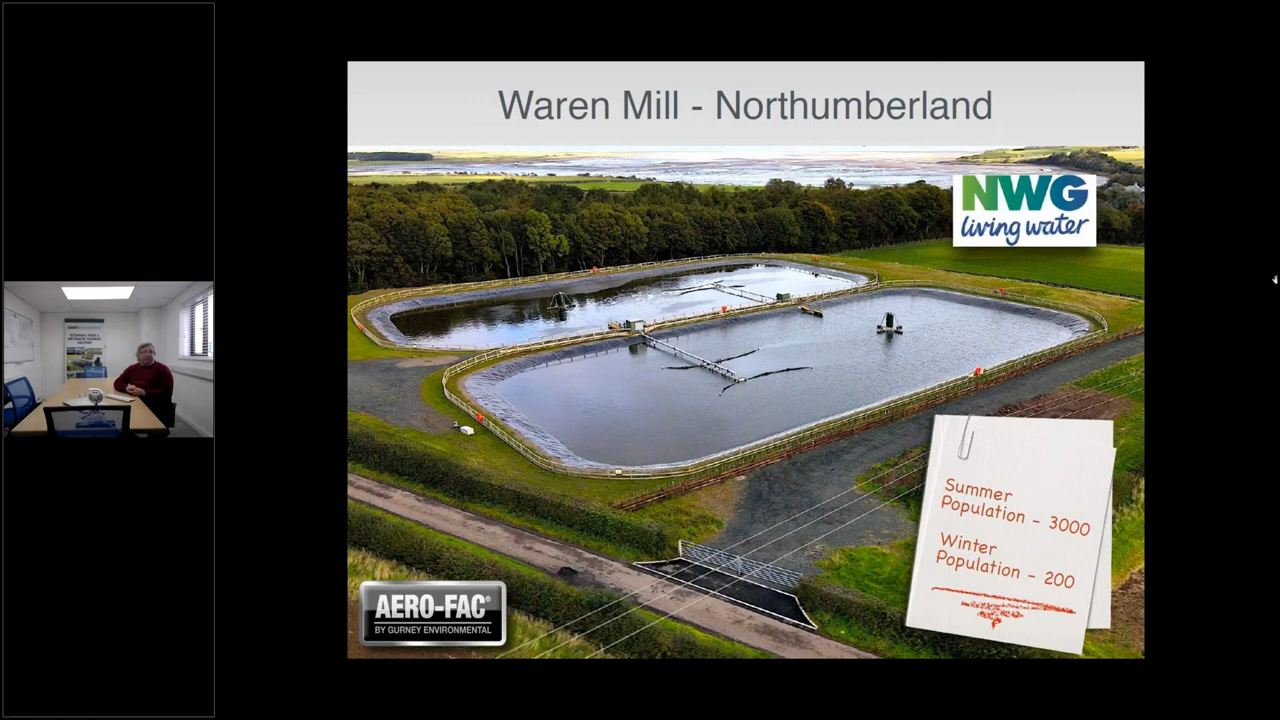 Waren Mill - Northumberland
NWG
living water
Summer
Population - 3000
Winter
Population - 200
AERO-FAC®
BY GURNEY ENVIRONMENTAL